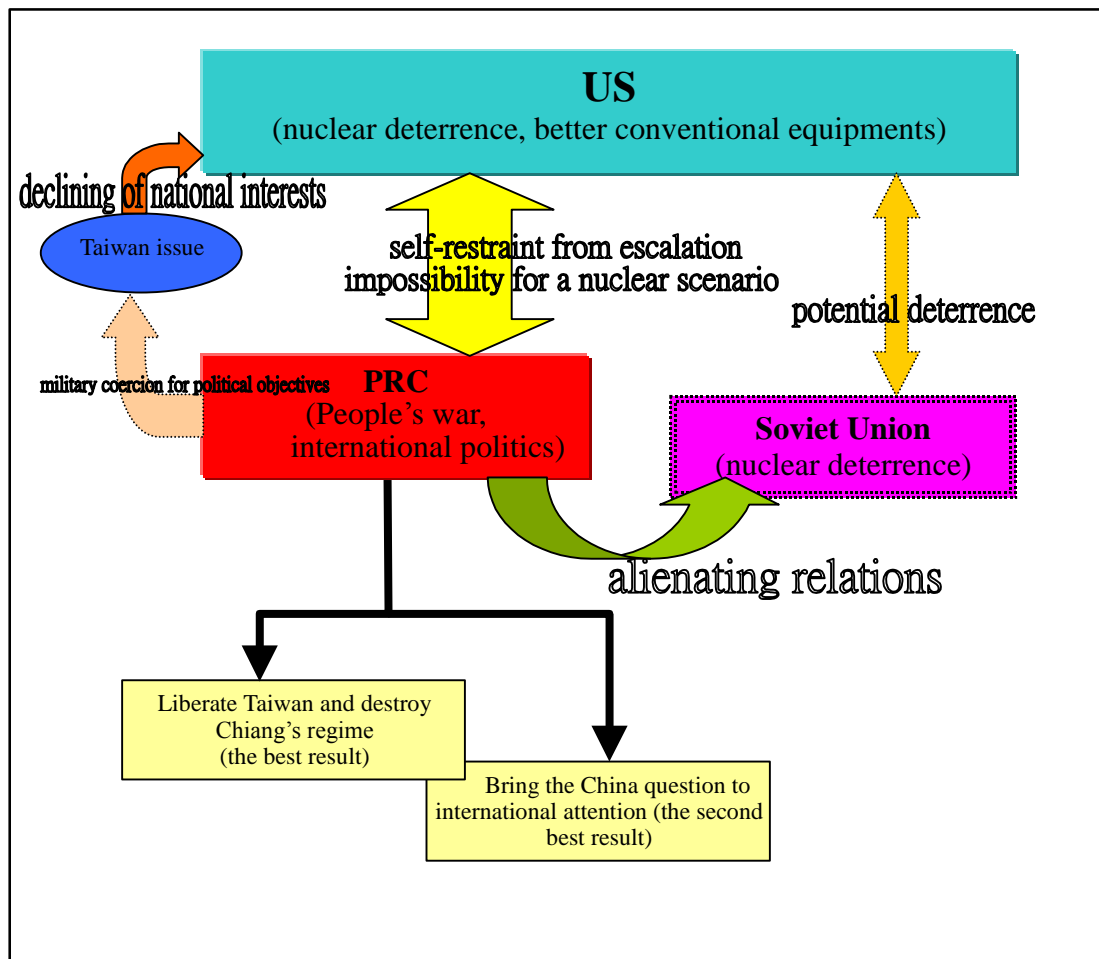 US
(nuclear deterrence, better conventional equipments)
declining of national interests
Taiwan issue
self-restraint from escalation
impossibility for a nuclear scenario
potential deterrence
military coercion for political objectives
PRC
(People’s war,
international politics)
Soviet Union
(nuclear deterrence)
alienating relations
Liberate Taiwan and destroy
Chiang’s regime
(the best result)
Bring the China question to
international attention (the second
best result)